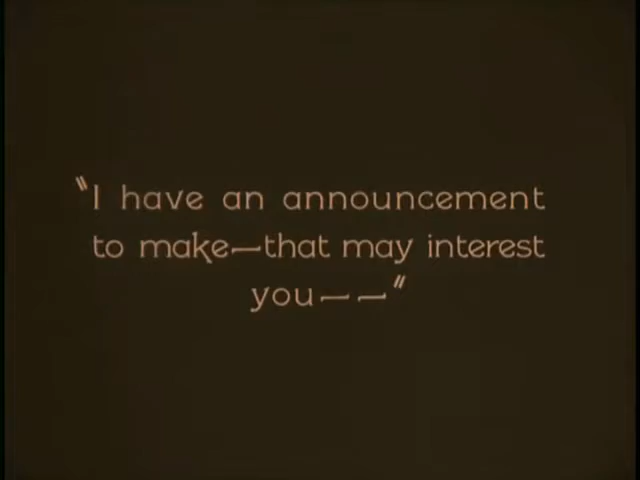 "I have an announcement
to make—that may interest
you— —"